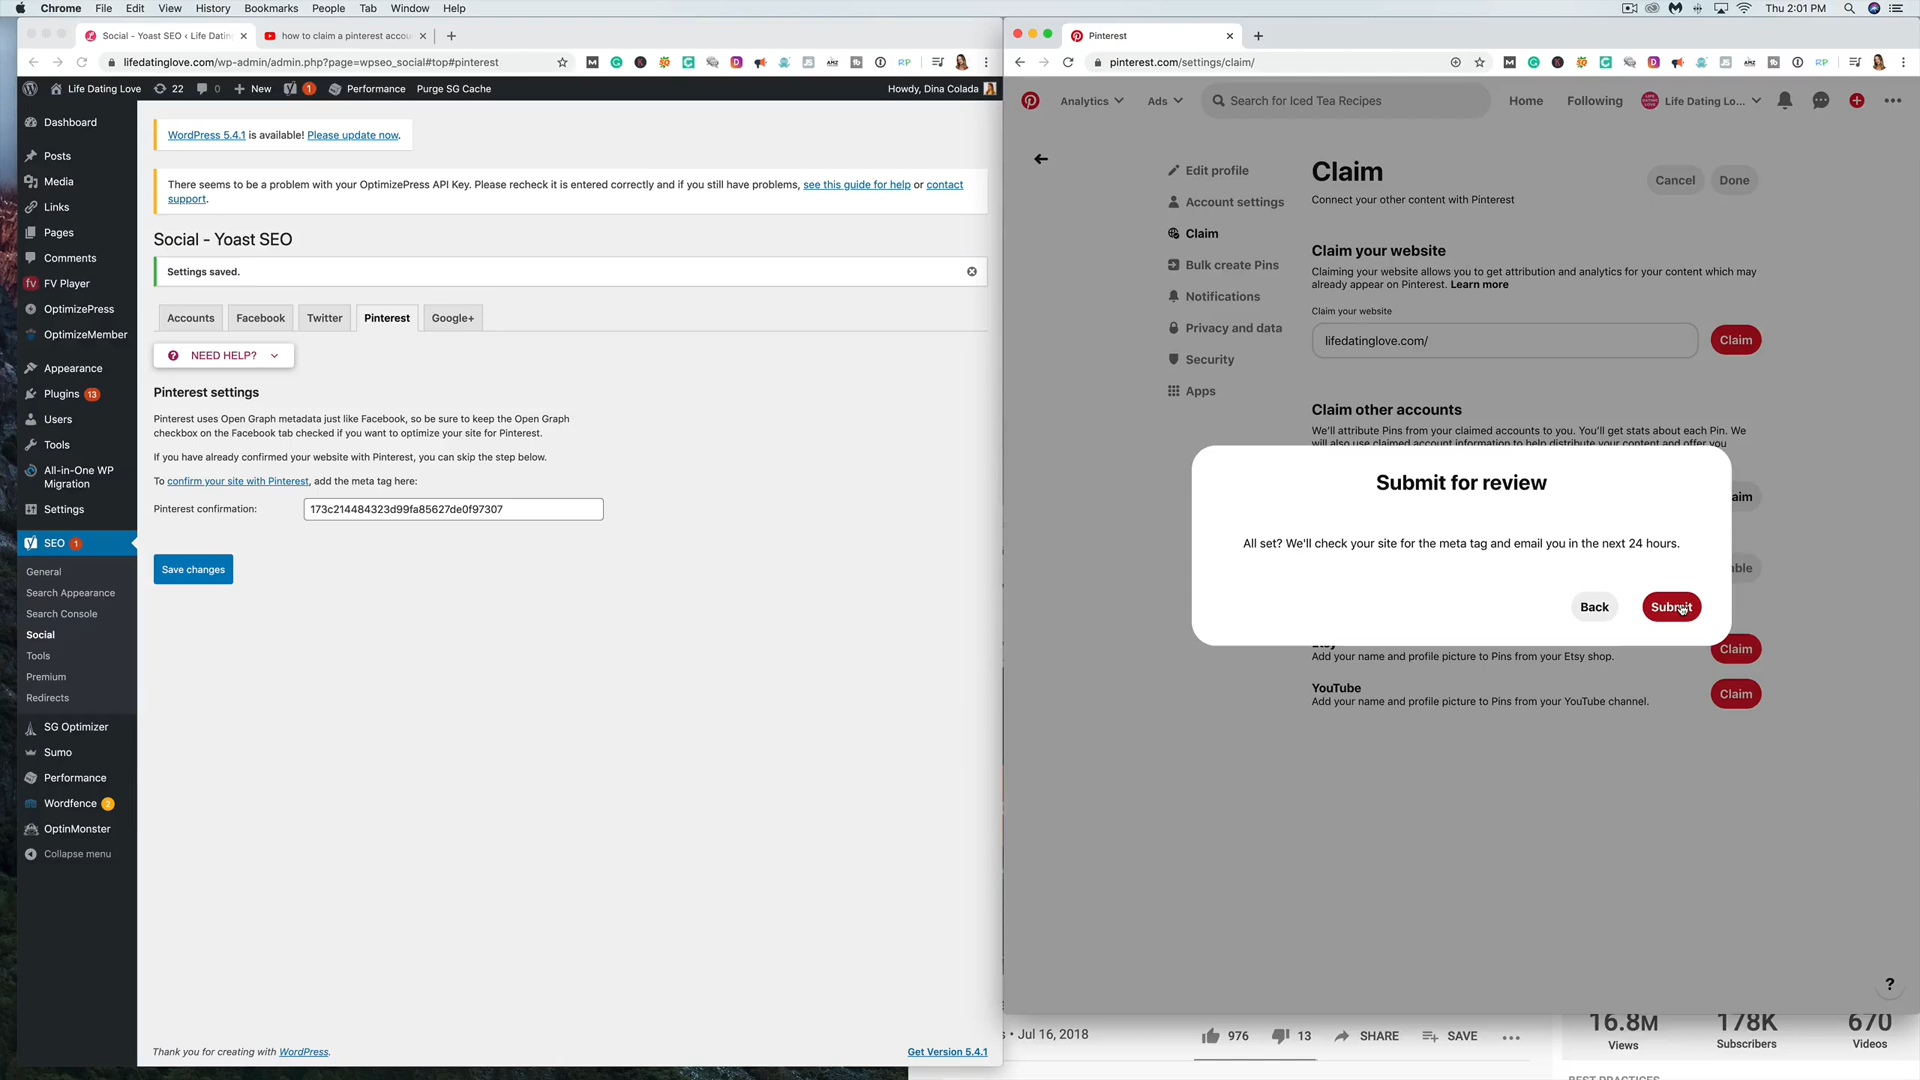 Chrome File Edit View History Bookmarks People Tab Window Help
Thu 2:01 PM
Social - Yoast SEO ‹ Life Datin
how to claim a pinterest accou
lifedatinglove.com/wp-admin/admin.php?page=wpseo_social#top#pinterest
Life Dating Love 22 0 New 1 Performance Purge SG Cache
Howdy, Dina Colada
Dashboard
Posts
Media
Links
Pages
Comments
FV Player
OptimizePress
OptimizeMember
Appearance
Plugins 13
Users
Tools
All-in-One WP
Migration
Settings
SEO 1
General
Search Appearance
Search Console
Social
Tools
Premium
Redirects
SG Optimizer
Sumo
Performance
Wordfence 2
OptinMonster
Collapse menu
WordPress 5.4.1 is available! Please update now.
There seems to be a problem with your OptimizePress API Key. Please recheck it is entered correctly and if you still have problems, see this guide for help or contact
support.
Social - Yoast SEO
Settings saved.
Accounts Facebook Twitter Pinterest Google+
NEED HELP?
Pinterest settings
Pinterest uses Open Graph metadata just like Facebook, so be sure to keep the Open Graph
checkbox on the Facebook tab checked if you want to optimize your site for Pinterest.
If you have already confirmed your website with Pinterest, you can skip the step below.
To confirm your site with Pinterest, add the meta tag here:
Pinterest confirmation: 173c214484323d99fa85627de0f97307
Save changes
Thank you for creating with WordPress.
Get Version 5.4.1
Pinterest
pinterest.com/settings/claim/
Analytics Ads Search for Iced Tea Recipes Home Following Life Dating Lo...
Edit profile
Account settings
Claim
Bulk create Pins
Notifications
Privacy and data
Security
Apps
Claim
Cancel Done
Connect your other content with Pinterest
Claim your website
Claiming your website allows you to get attribution and analytics for your content which may
already appear on Pinterest. Learn more
Claim your website
lifedatinglove.com/ Claim
Claim other accounts
We'll attribute Pins from your claimed accounts to you. You'll get stats about each Pin. We
will also use claimed account information to help distribute your content and offer you
aim
Submit for review
All set? We'll check your site for the meta tag and email you in the next 24 hours.
Back Submit
Etsy
Add your name and profile picture to Pins from your Etsy shop.
Claim
YouTube
Add your name and profile picture to Pins from your YouTube channel.
Claim
?
s • Jul 16, 2018 976 13 SHARE SAVE
16.8M 178K 670
Views Subscribers Videos
BEST PRACTICES